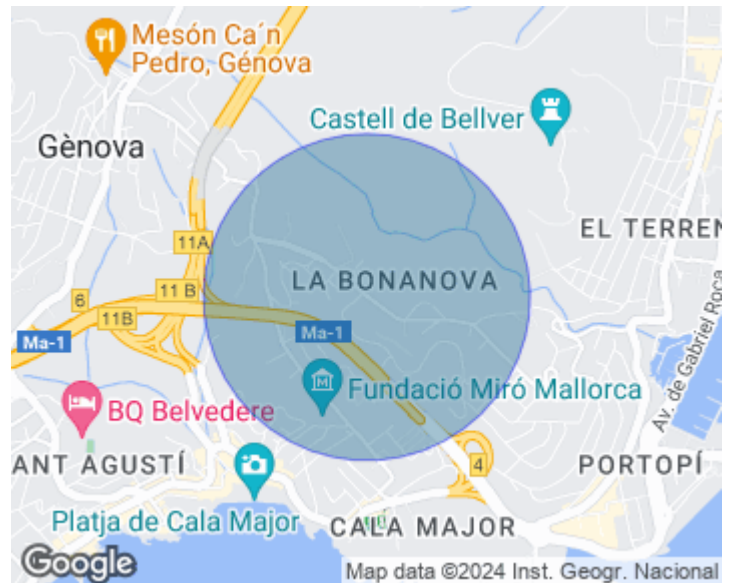 Mesón Ca´n
Pedro, Génova
Castell de Bellver
Gènova
EL TERREN
11A
LA BONANOVA
11 B
6
11B
Ma-1
Ma-1
Av. de Gabriel Roca
Fundació Miró Mallorca
BQ Belvedere
ANT AGUSTÍ
4
PORTOPÍ
Platja de Cala Major
CALA MAJOR
Google
Map data ©2024 Inst. Geogr. Nacional